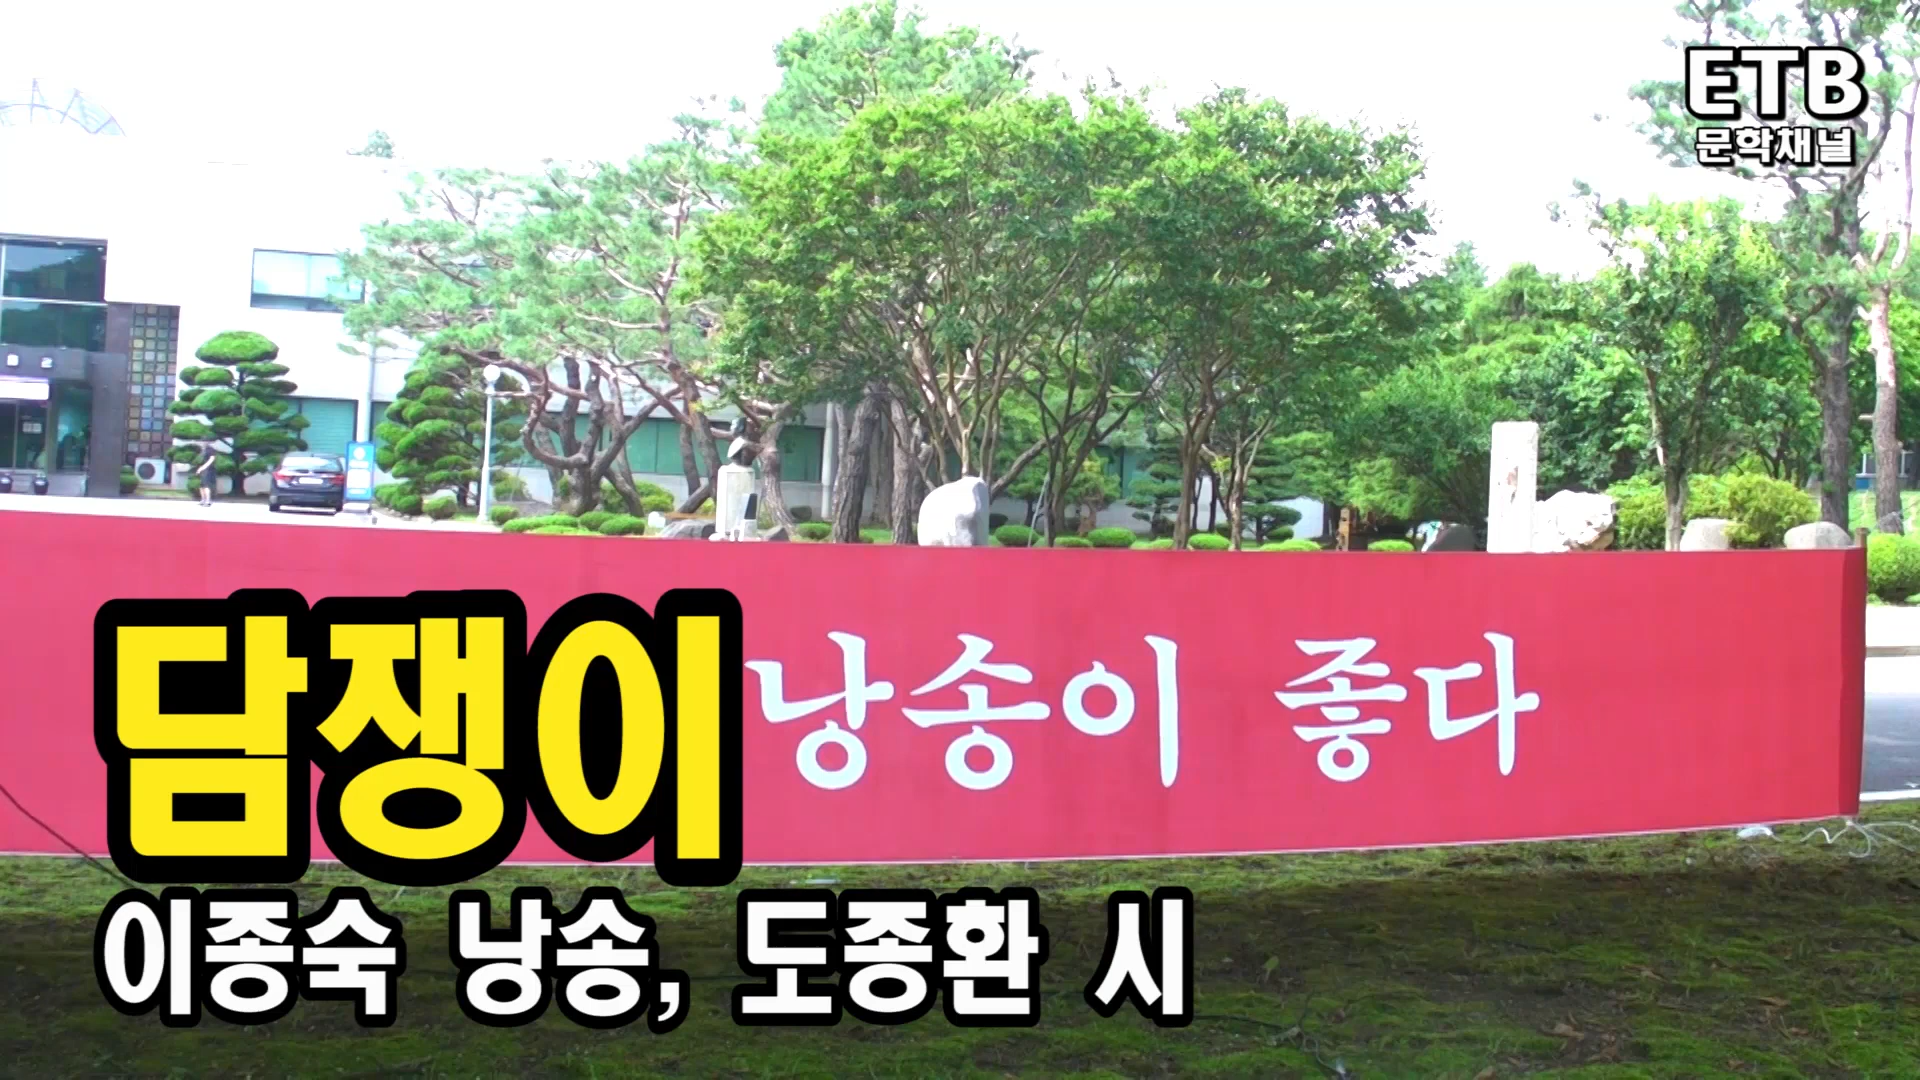 ETB
문학채널
낭송이 좋다
담쟁이
이종숙 낭송, 도종환 시